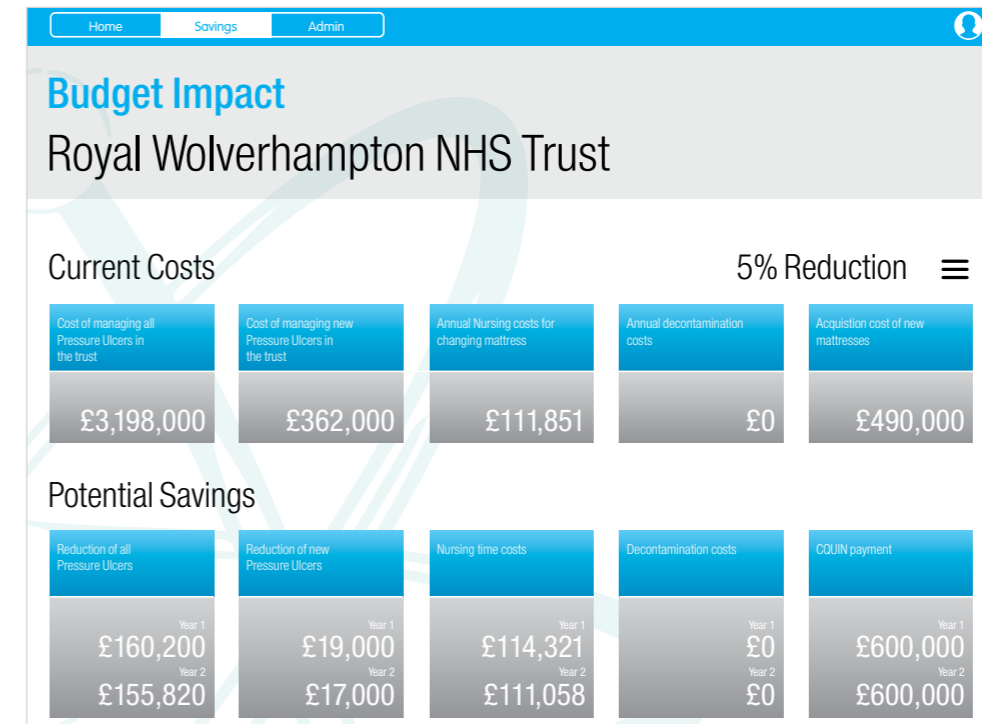 Home Savings Admin
Budget Impact
Royal Wolverhampton NHS Trust
Current Costs
5% Reduction
Cost of managing all
Pressure Ulcers in
the trust
£3,198,000
Cost of managing new
Pressure Ulcers in
the trust
£362,000
Annual Nursing costs for
changing mattress
£111,851
Annual decontamination
costs
£0
Acquistion cost of new
mattresses
£490,000
Potential Savings
Reduction of all
Pressure Ulcers
Year 1
£160,200
Year 2
£155,820
Reduction of new
Pressure Ulcers
Year 1
£19,000
Year 2
£17,000
Nursing time costs
Year 1
£114,321
Year 2
£111,058
Decontamination costs
Year 1
£0
Year 2
£0
CQUIN payment
Year 1
£600,000
Year 2
£600,000